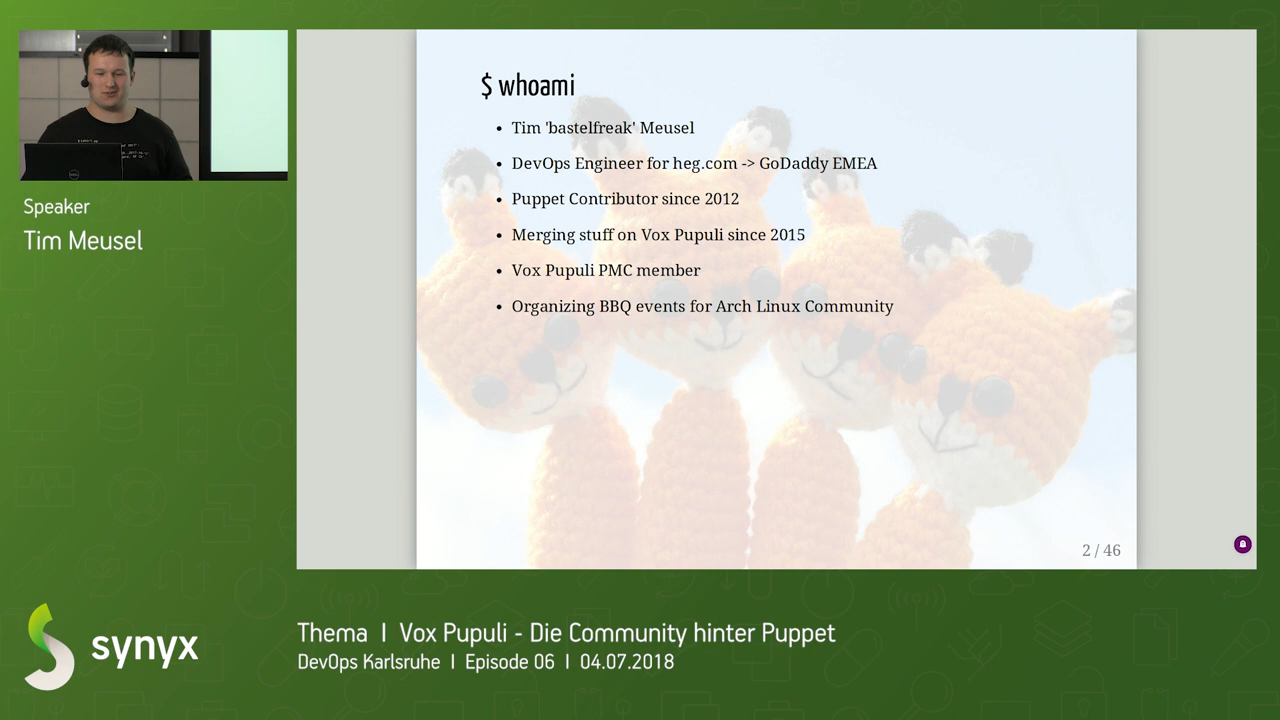 Speaker
Tim Meusel
$ whoami
• Tim 'bastelfreak' Meusel
• DevOps Engineer for heg.com -> GoDaddy EMEA
• Puppet Contributor since 2012
• Merging stuff on Vox Pupuli since 2015
• Vox Pupuli PMC member
• Organizing BBQ events for Arch Linux Community
2 / 46
synyx
Thema I Vox Pupuli - Die Community hinter Puppet
DevOps Karlsruhe I Episode 06 I 04.07.2018